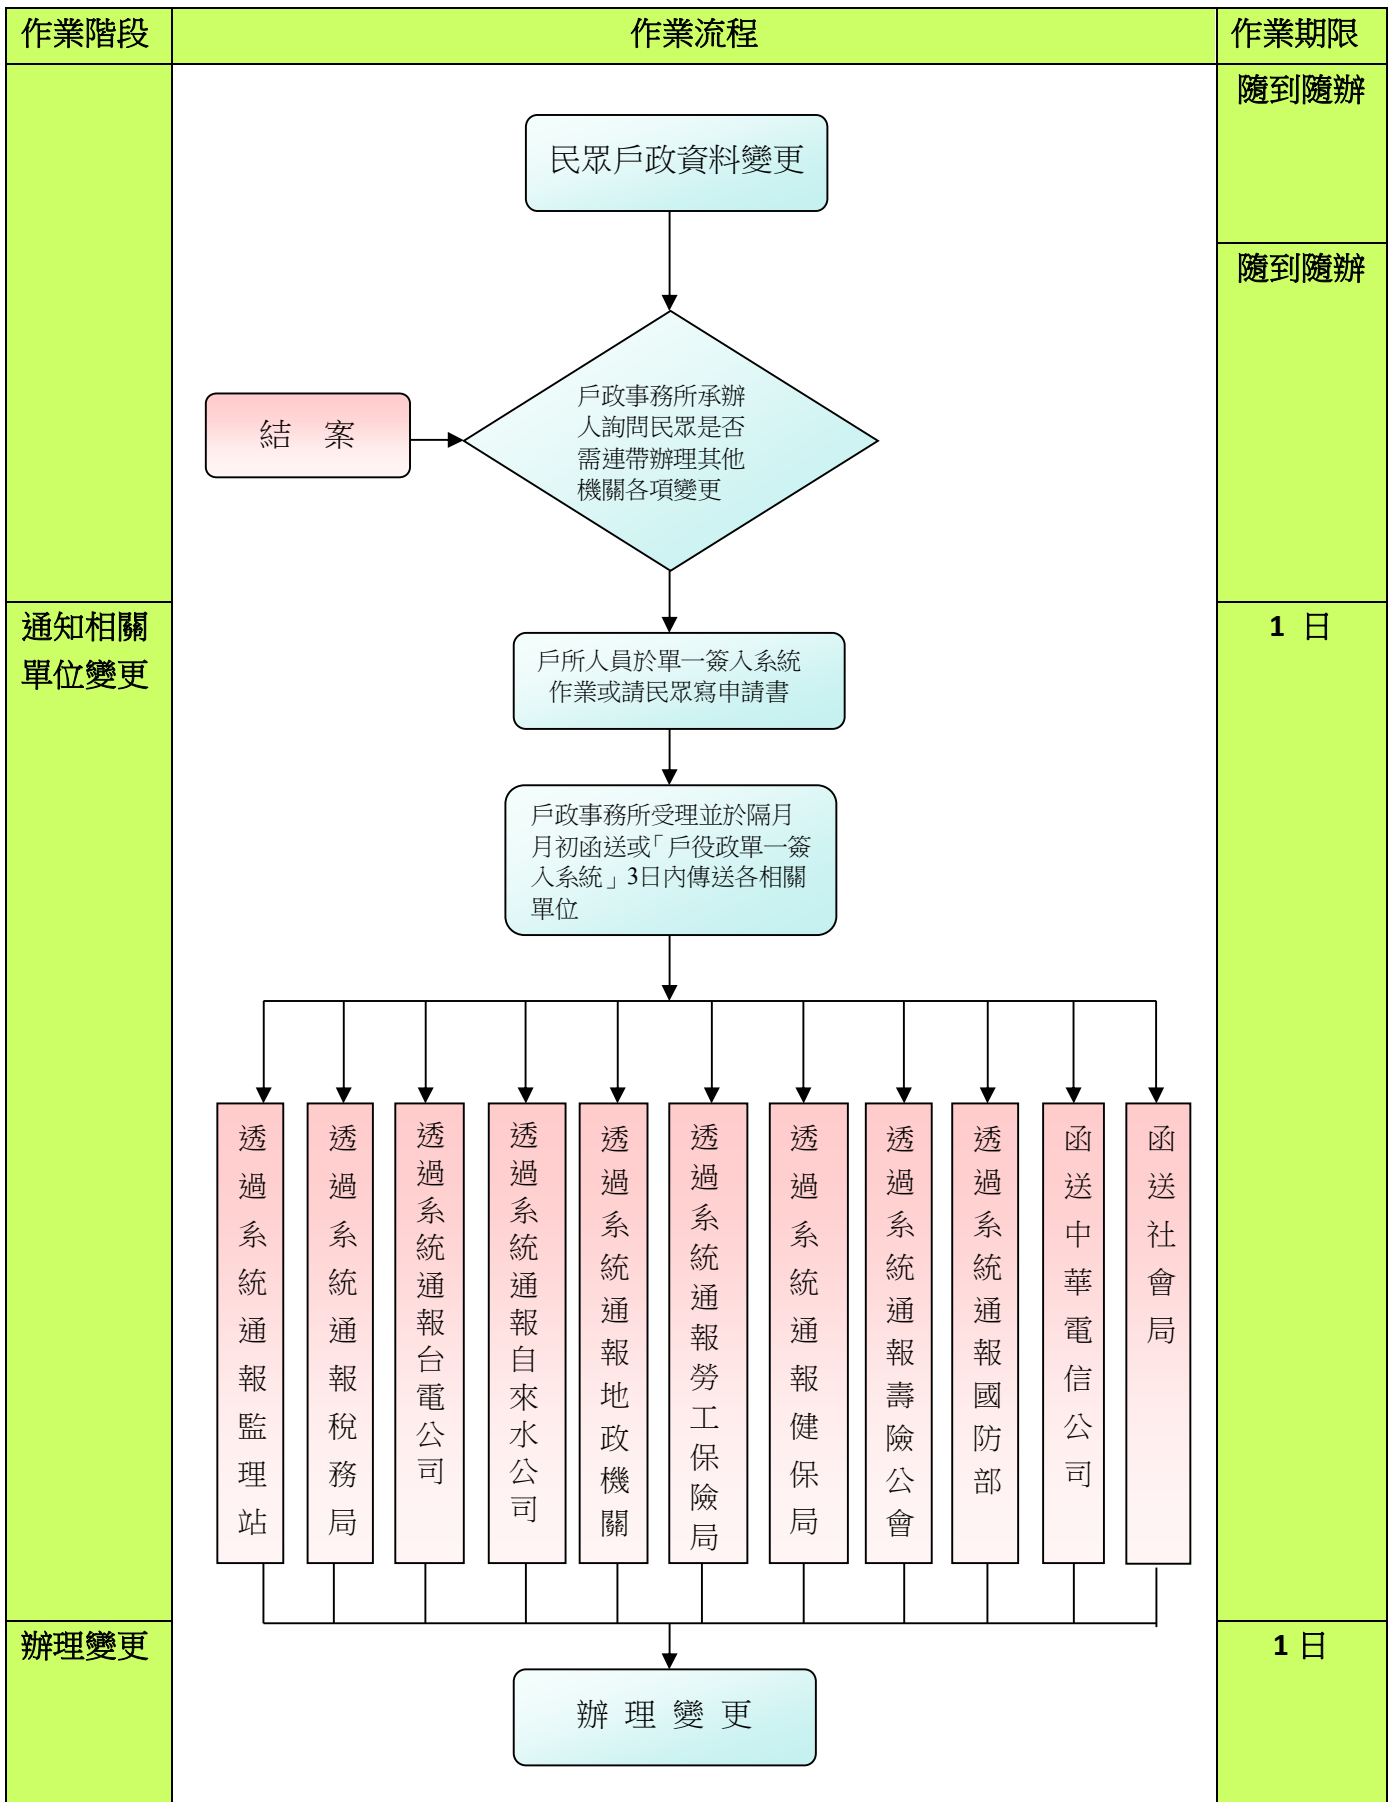 作業階段
作業流程
作業期限
隨到隨辦
民眾戶政資料變更
隨到隨辦
戶政事務所承辦
人詢問民眾是否
需連帶辦理其他
機關各項變更
結　案
通知相關
單位變更
1 日
戶所人員於單一簽入系統
作業或請民眾寫申請書
戶政事務所受理並於隔月
月初函送或「戶役政單一簽
入系統」3日內傳送各相關
單位
透過系統通報監理站
透過系統通報稅務局
透過系統通報台電公司
透過系統通報自來水公司
透過系統通報地政機關
透過系統通報勞工保險局
透過系統通報健保局
透過系統通報壽險公會
透過系統通報國防部
函送中華電信公司
函送社會局
辦理變更
1 日
辦 理 變 更